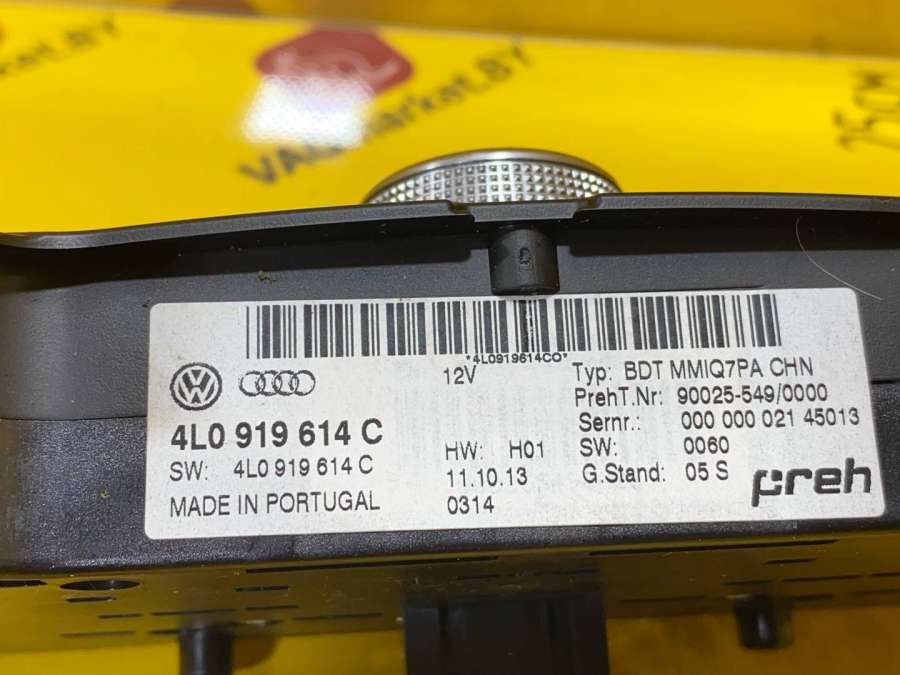 VAGmarket.BY
75CM
*4L0919614CO*
12V
Typ: BDT MMIQ7PA CHN
PrehT.Nr: 90025-549/0000
4L0 919 614 C
Sernr.: 000 000 021 45013
HW: H01
SW: 0060
SW: 4L0 919 614 C
11.10.13
G.Stand: 05 S
preh
MADE IN PORTUGAL
0314